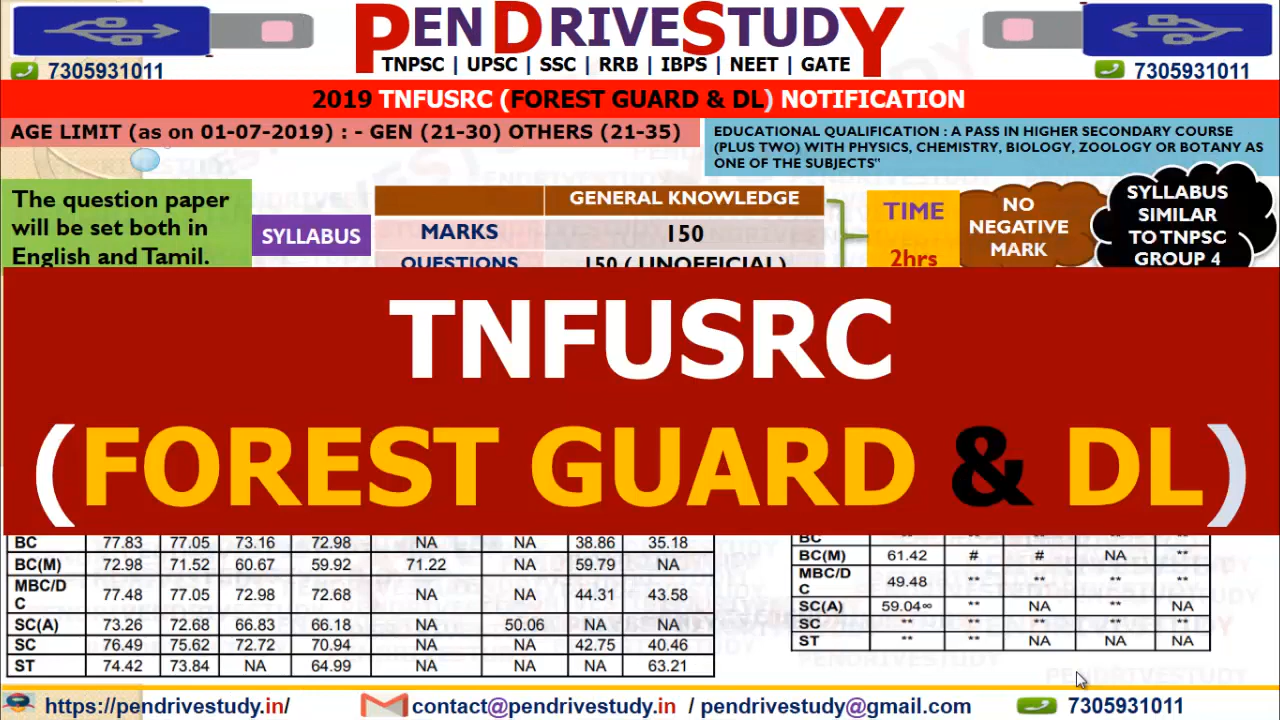 PENDRIVESTUDY
TNPSC | UPSC | SSC | RRB | IBPS | NEET | GATE
7305931011
7305931011
2019 TNFUSRC (FOREST GUARD & DL) NOTIFICATION
AGE LIMIT (as on 01-07-2019) : - GEN (21-30) OTHERS (21-35)
EDUCATIONAL QUALIFICATION : A PASS IN HIGHER SECONDARY COURSE
(PLUS TWO) WITH PHYSICS, CHEMISTRY, BIOLOGY, ZOOLOGY OR BOTANY AS
ONE OF THE SUBJECTS"
The question paper
will be set both in
English and Tamil.
SYLLABUS
GENERAL KNOWLEDGE
MARKS 150
QUESTIONS 150 ( UNOFFICIAL)
TIME
2hrs
NO
NEGATIVE
MARK
SYLLABUS
SIMILAR
TO TNPSC
GROUP 4
TNFUSRC
(FOREST GUARD & DL)
BC 77.83 77.05 73.16 72.98 NA NA 38.86 35.18
BC(M) 72.98 71.52 60.67 59.92 71.22 NA 59.79 NA
MBC/D
C 77.48 77.05 72.98 72.68 NA NA 44.31 43.58
SC(A) 73.26 72.68 66.83 66.18 NA 50.06 NA NA
SC 76.49 75.62 72.72 70.94 NA NA 42.75 40.46
ST 74.42 73.84 NA 64.99 NA NA NA 63.21
BC ** ** ** ** **
BC(M) 61.42 # # NA **
MBC/D
C 49.48 ** ** ** **
SC(A) 59.04∞ ** NA ** NA
SC ** ** ** ** **
ST ** ** NA NA NA
https://pendrivestudy.in/
contact@pendrivestudy.in / pendrivestudy@gmail.com
7305931011